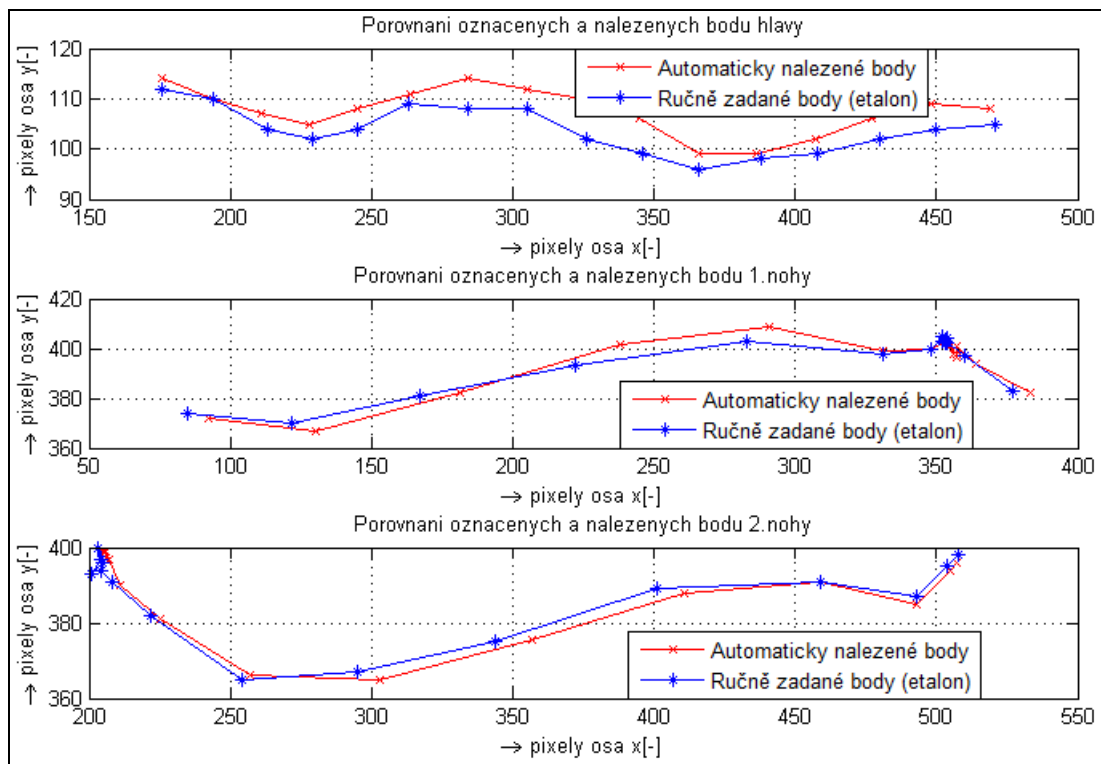 Porovnani oznacenych a nalezenych bodu hlavy
→ pixely osa y[-]
120
110
100
90
Automaticky nalezené body
Ručně zadané body (etalon)
150 200 250 300 350 400 450 500
→ pixely osa x[-]
Porovnani oznacenych a nalezenych bodu 1.nohy
→ pixely osa y[-]
420
400
380
360
Automaticky nalezené body
Ručně zadané body (etalon)
50 100 150 200 250 300 350 400
→ pixely osa x[-]
Porovnani oznacenych a nalezenych bodu 2.nohy
→ pixely osa y[-]
400
380
360
Automaticky nalezené body
Ručně zadané body (etalon)
200 250 300 350 400 450 500 550
→ pixely osa x[-]